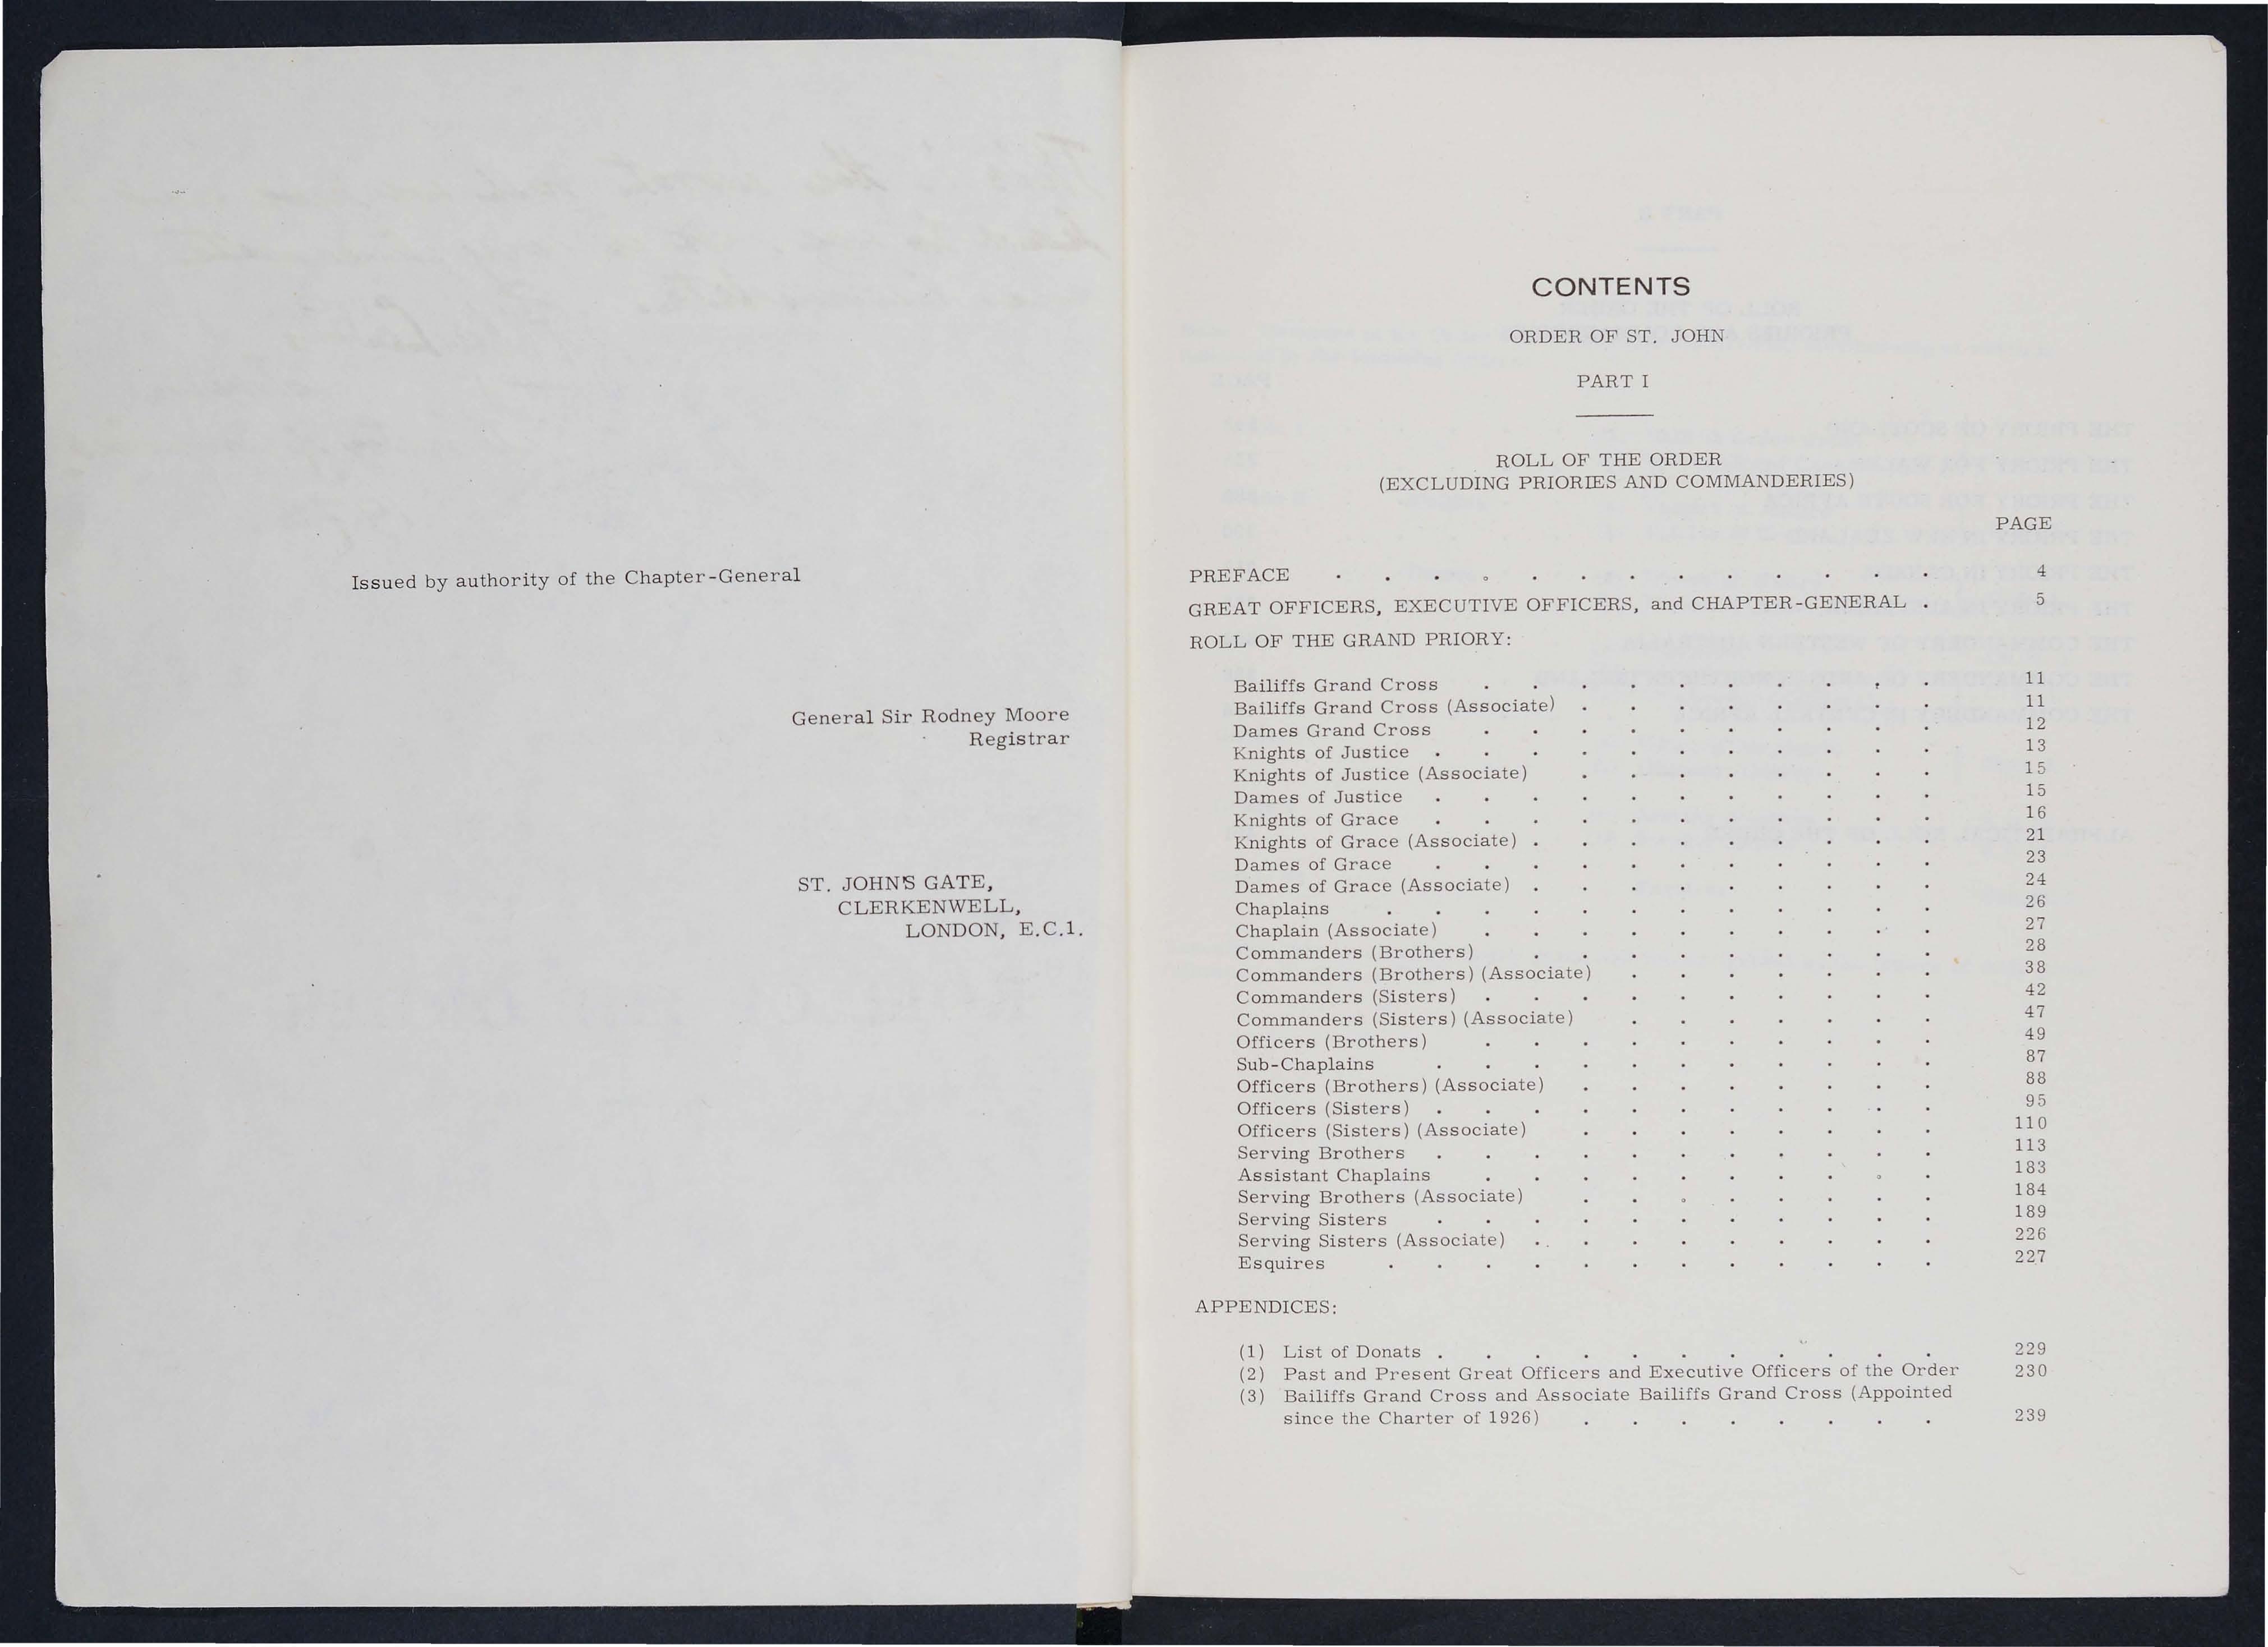 Issued by authority of the Chapter-General
General Sir Rodney Moore
Registrar
ST. JOHN'S GATE,
CLERKENWELL,
LONDON, E.C.1.
CONTENTS
ORDER OF ST. JOHN
PART I
ROLL OF THE ORDER
(EXCLUDING PRIORIES AND COMMANDERIES)
PAGE
PREFACE . . . . . . . . . . . . . 4
GREAT OFFICERS, EXECUTIVE OFFICERS, and CHAPTER-GENERAL . 5
ROLL OF THE GRAND PRIORY:
Bailiffs Grand Cross . . . . . . . . . . 11
Bailiffs Grand Cross (Associate) . . . . . . . . 11
Dames Grand Cross . . . . . . . . . . 12
Knights of Justice . . . . . . . . . . . 13
Knights of Justice (Associate) . . . . . . . . 15
Dames of Justice . . . . . . . . . . . 15
Knights of Grace . . . . . . . . . . . 16
Knights of Grace (Associate) . . . . . . . . . 21
Dames of Grace . . . . . . . . . . . 23
Dames of Grace (Associate) . . . . . . . . . 24
Chaplains . . . . . . . . . . . . 26
Chaplain (Associate) . . . . . . . . . . 27
Commanders (Brothers) . . . . . . . . . 28
Commanders (Brothers) (Associate) . . . . . . . 38
Commanders (Sisters) . . . . . . . . . . 42
Commanders (Sisters) (Associate) . . . . . . . 47
Officers (Brothers) . . . . . . . . . . 49
Sub-Chaplains . . . . . . . . . . . 87
Officers (Brothers) (Associate) . . . . . . . . 88
Officers (Sisters) . . . . . . . . . . . 95
Officers (Sisters) (Associate) . . . . . . . . 110
Serving Brothers . . . . . . . . . . . 113
Assistant Chaplains . . . . . . . . . . 183
Serving Brothers (Associate) . . . . . . . . 184
Serving Sisters . . . . . . . . . . . 189
Serving Sisters (Associate) . . . . . . . . . 226
Esquires . . . . . . . . . . . . 227
APPENDICES:
(1) List of Donats . . . . . . . . . . . 229
(2) Past and Present Great Officers and Executive Officers of the Order 230
(3) Bailiffs Grand Cross and Associate Bailiffs Grand Cross (Appointed
since the Charter of 1926) . . . . . . . . 239